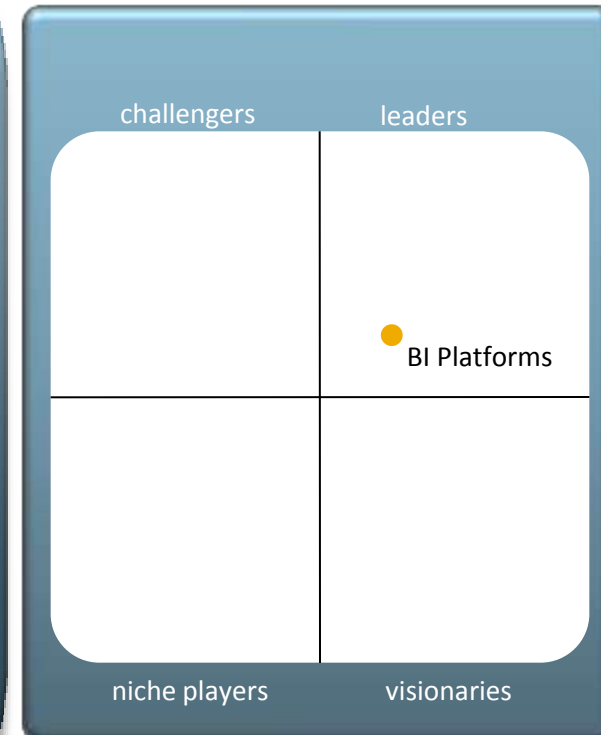 challengers
leaders
BI Platforms
niche players
visionaries